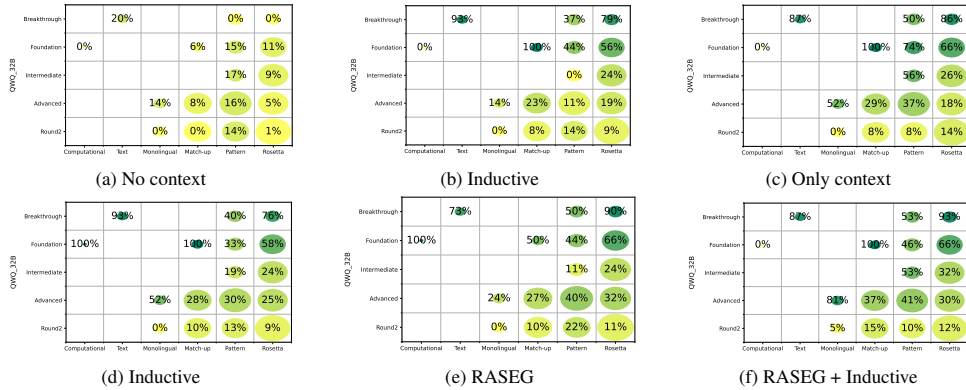 Breakthrough 20% 0% 0%
Foundation 0% 6% 15% 11%
Intermediate 17% 9%
Advanced 14% 8% 16% 5%
Round2 0% 0% 14% 1%
QWQ_32B
Computational Text Monolingual Match-up Pattern Rosetta
(a) No context
Breakthrough 93% 37% 79%
Foundation 0% 100% 44% 56%
Intermediate 0% 24%
Advanced 14% 23% 11% 19%
Round2 0% 8% 14% 9%
QWQ_32B
Computational Text Monolingual Match-up Pattern Rosetta
(b) Inductive
Breakthrough 87% 50% 86%
Foundation 0% 100% 74% 66%
Intermediate 56% 26%
Advanced 52% 29% 37% 18%
Round2 0% 8% 8% 14%
QWQ_32B
Computational Text Monolingual Match-up Pattern Rosetta
(c) Only context
Breakthrough 93% 40% 76%
Foundation 100% 100% 33% 58%
Intermediate 19% 24%
Advanced 52% 28% 30% 25%
Round2 0% 10% 13% 9%
QWQ_32B
Computational Text Monolingual Match-up Pattern Rosetta
(d) Inductive
Breakthrough 73% 50% 90%
Foundation 100% 50% 44% 66%
Intermediate 11% 24%
Advanced 24% 27% 40% 32%
Round2 0% 10% 22% 11%
QWQ_32B
Computational Text Monolingual Match-up Pattern Rosetta
(e) RASEG
Breakthrough 87% 53% 93%
Foundation 0% 100% 46% 66%
Intermediate 53% 32%
Advanced 81% 37% 41% 30%
Round2 5% 15% 10% 12%
QWQ_32B
Computational Text Monolingual Match-up Pattern Rosetta
(f) RASEG + Inductive